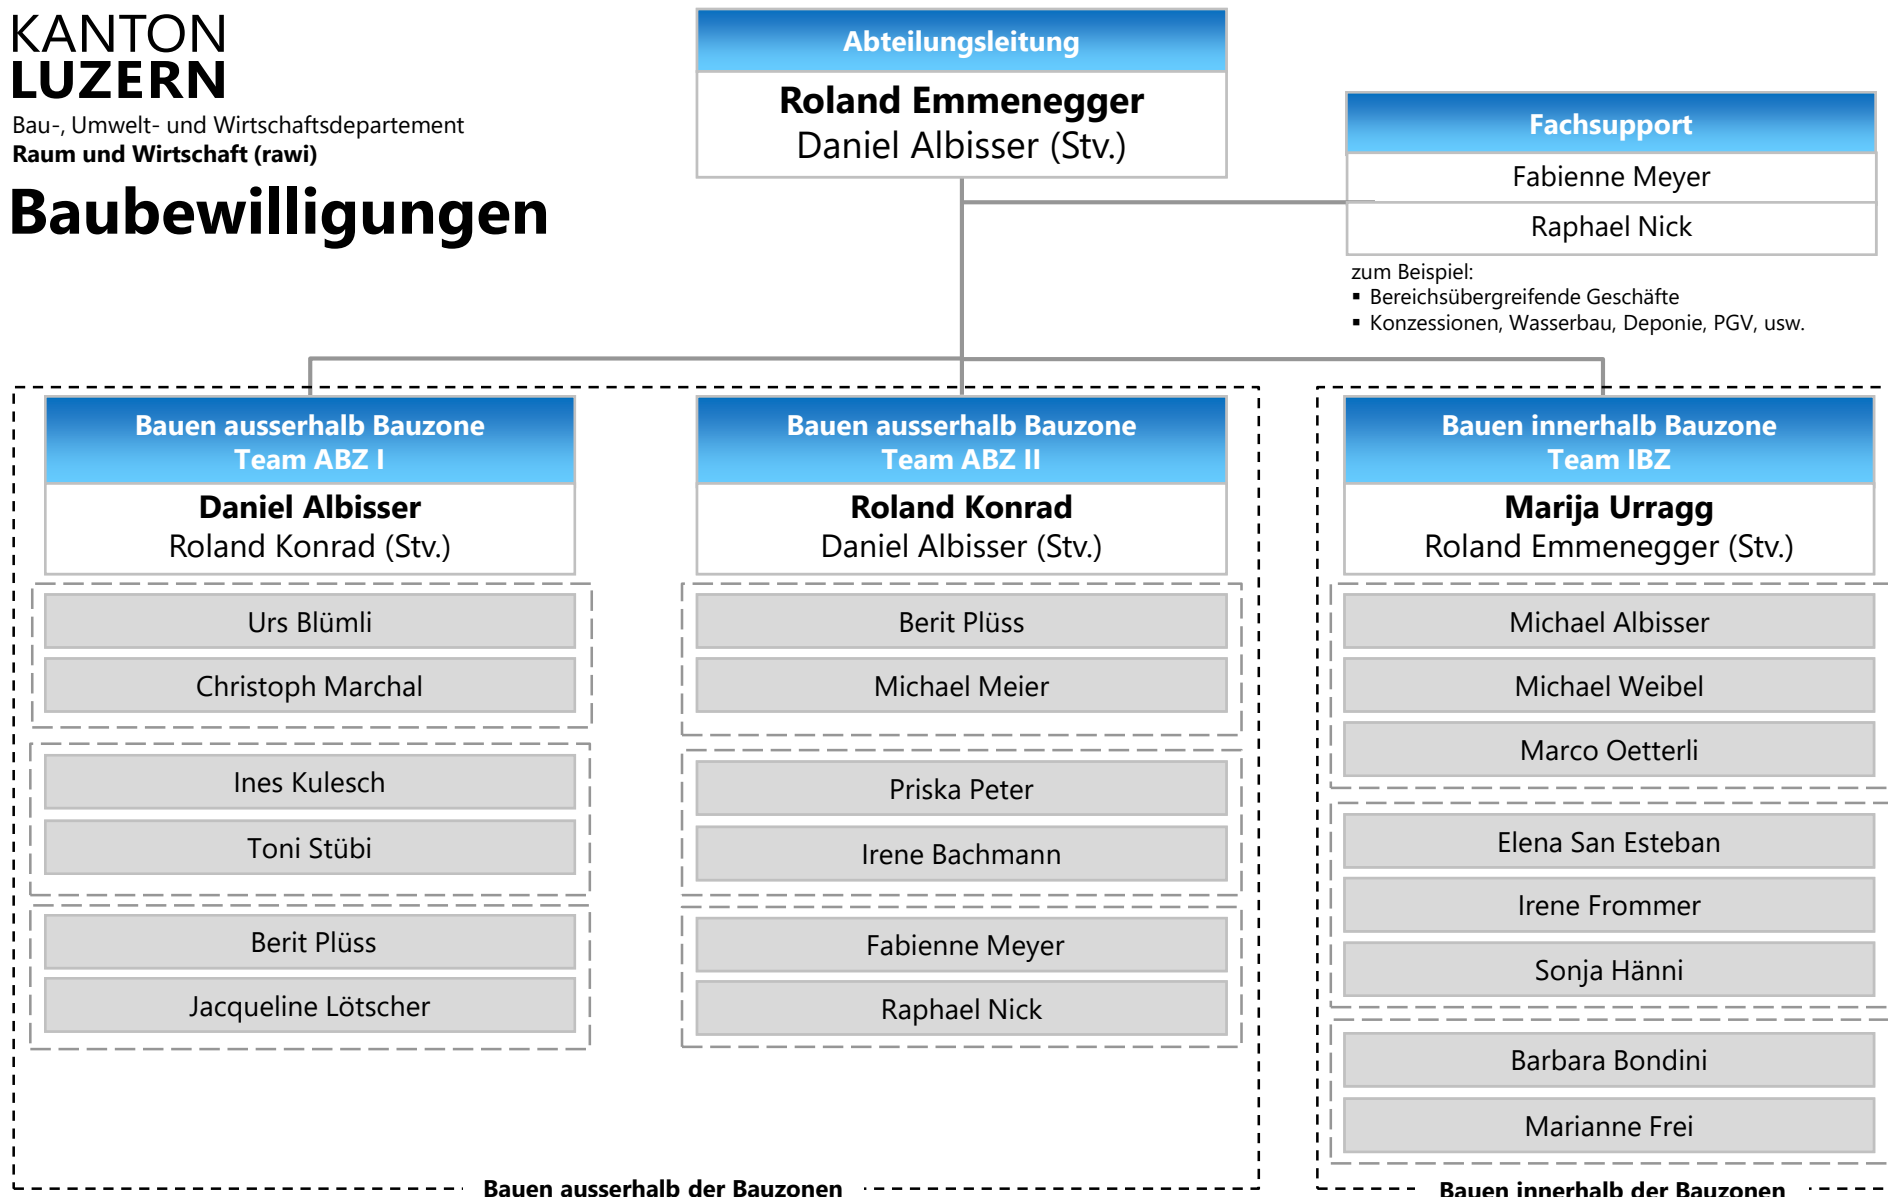 KANTON
LUZERN
Bau-, Umwelt- und Wirtschaftsdepartement
Raum und Wirtschaft (rawi)
Baubewilligungen
Abteilungsleitung
Roland Emmenegger
Daniel Albisser (Stv.)
Fachsupport
Fabienne Meyer
Raphael Nick
zum Beispiel:
▪ Bereichsübergreifende Geschäfte
▪ Konzessionen, Wasserbau, Deponie, PGV, usw.
Bauen ausserhalb Bauzone
Team ABZ I
Daniel Albisser
Roland Konrad (Stv.)
Urs Blümli
Christoph Marchal
Ines Kulesch
Toni Stübi
Berit Plüss
Jacqueline Lötscher
Bauen ausserhalb Bauzone
Team ABZ II
Roland Konrad
Daniel Albisser (Stv.)
Berit Plüss
Michael Meier
Priska Peter
Irene Bachmann
Fabienne Meyer
Raphael Nick
Bauen ausserhalb der Bauzonen
Bauen innerhalb Bauzone
Team IBZ
Marija Urragg
Roland Emmenegger (Stv.)
Michael Albisser
Michael Weibel
Marco Oetterli
Elena San Esteban
Irene Frommer
Sonja Hänni
Barbara Bondini
Marianne Frei
Bauen innerhalb der Bauzonen